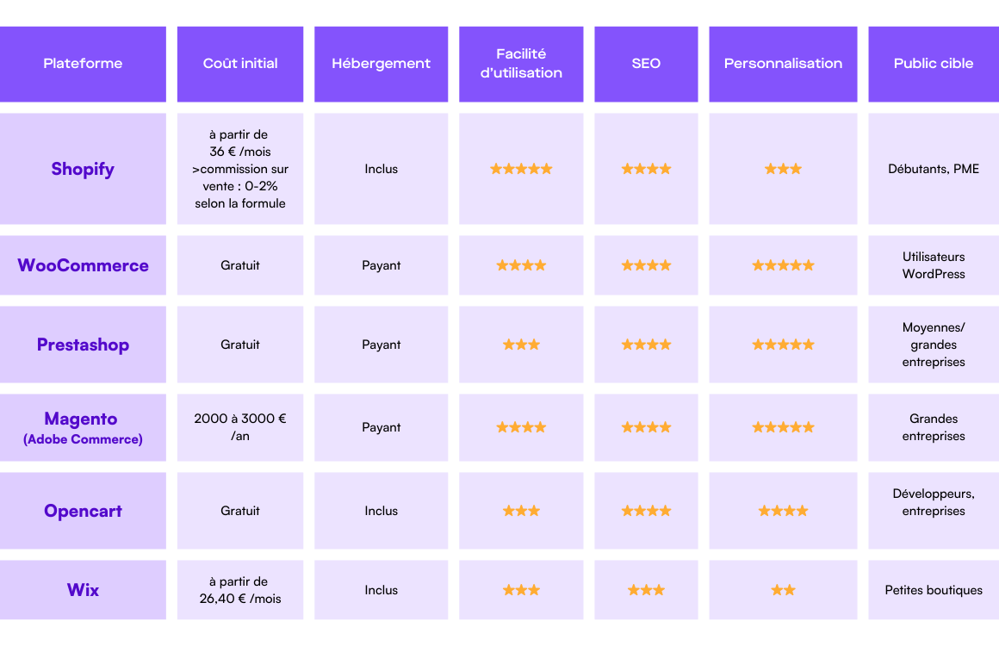 Plateforme
Coût initial
Hébergement
Facilité
d’utilisation
SEO
Personnalisation
Public cible
Shopify
à partir de
36 € /mois
>commission sur
vente : 0-2%
selon la formule
Inclus
★★★★★
★★★★
★★★
Débutants, PME
WooCommerce
Gratuit
Payant
★★★★
★★★★
★★★★★
Utilisateurs
WordPress
Prestashop
Gratuit
Payant
★★★
★★★★
★★★★★
Moyennes/
grandes
entreprises
Magento
(Adobe Commerce)
2000 à 3000 €
/an
Payant
★★★★
★★★★
★★★★★
Grandes
entreprises
Opencart
Gratuit
Inclus
★★★
★★★★
★★★★
Développeurs,
entreprises
Wix
à partir de
26,40 € /mois
Inclus
★★★
★★★
★★
Petites boutiques